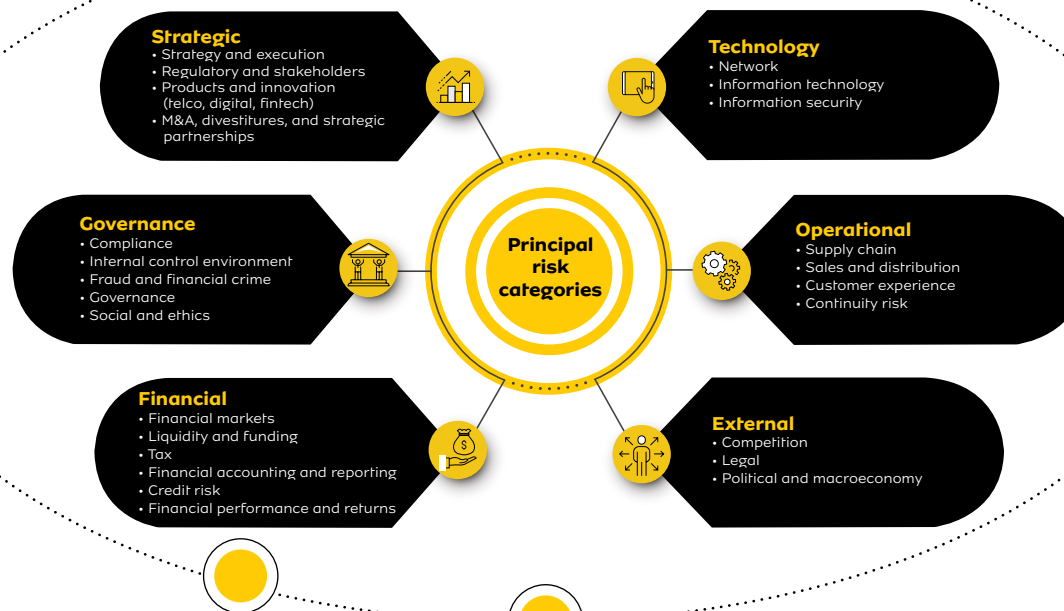 Strategic
• Strategy and execution
• Regulatory and stakeholders
• Products and innovation
(telco, digital, fintech)
• M&A, divestitures, and strategic
partnerships
Technology
• Network
• Information technology
• Information security
Governance
• Compliance
• Internal control environment
• Fraud and financial crime
• Governance
• Social and ethics
Principal
risk
categories
Operational
• Supply chain
• Sales and distribution
• Customer experience
• Continuity risk
Financial
• Financial markets
• Liquidity and funding
• Tax
• Financial accounting and reporting
• Credit risk
• Financial performance and returns
$
External
• Competition
• Legal
• Political and macroeconomy